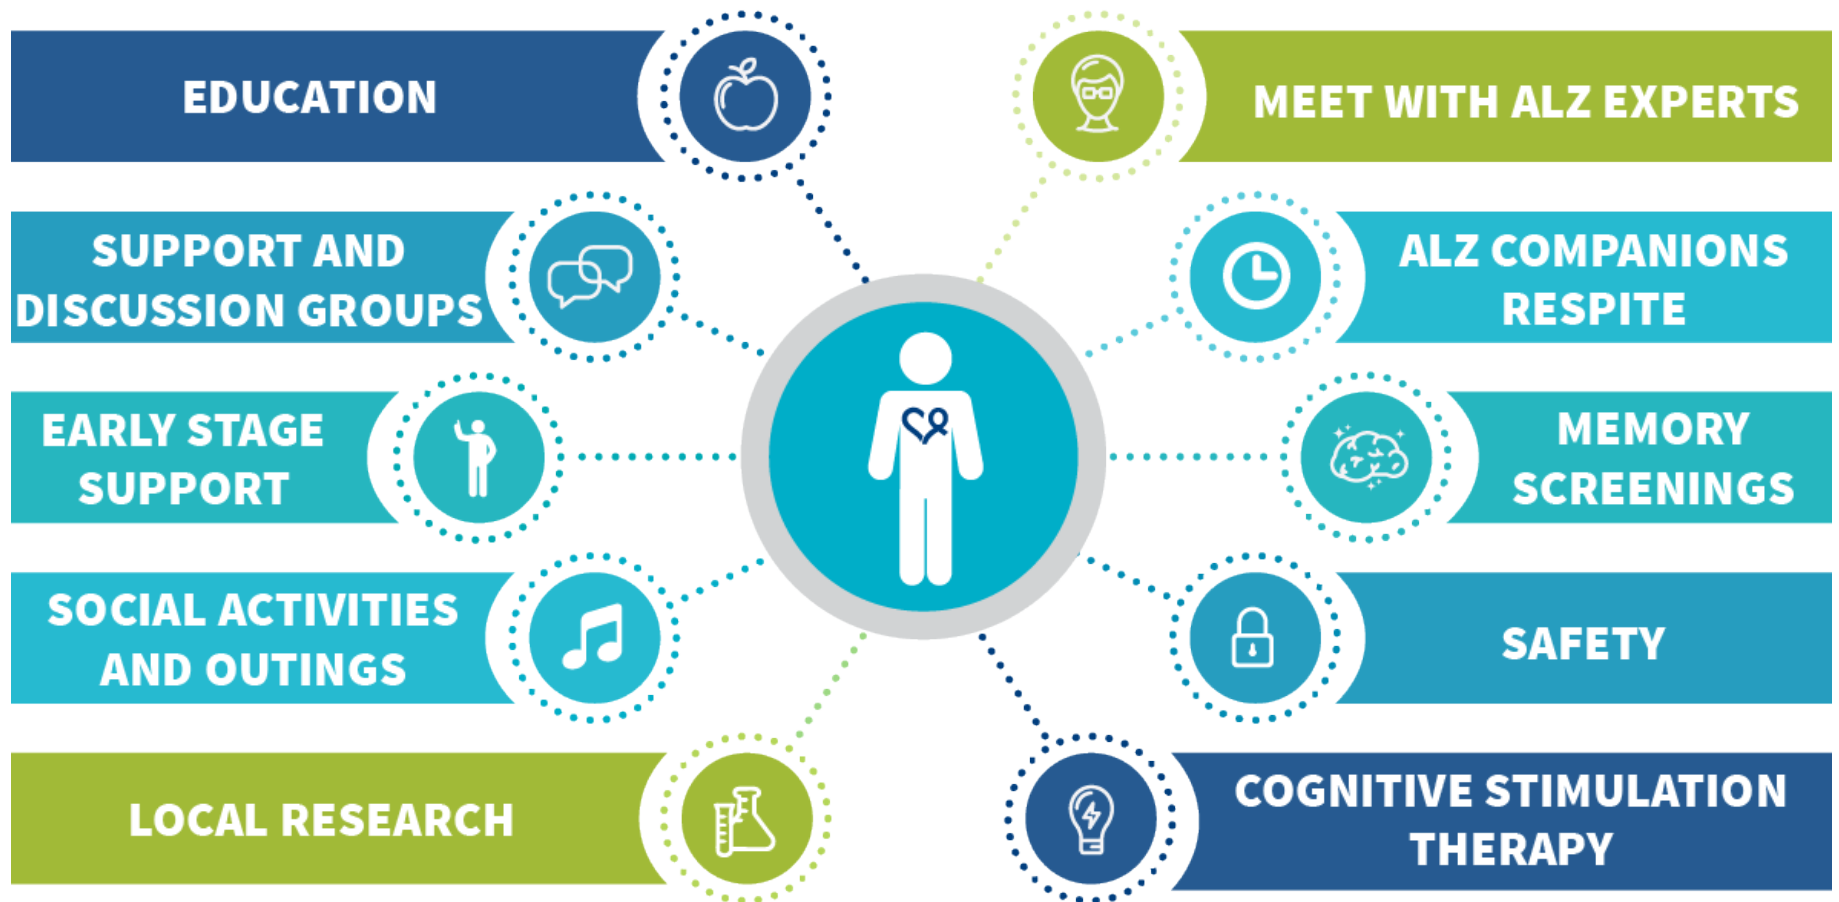 EDUCATION
SUPPORT AND
DISCUSSION GROUPS
EARLY STAGE
SUPPORT
SOCIAL ACTIVITIES
AND OUTINGS
LOCAL RESEARCH
MEET WITH ALZ EXPERTS
ALZ COMPANIONS
RESPITE
MEMORY
SCREENINGS
SAFETY
COGNITIVE STIMULATION
THERAPY